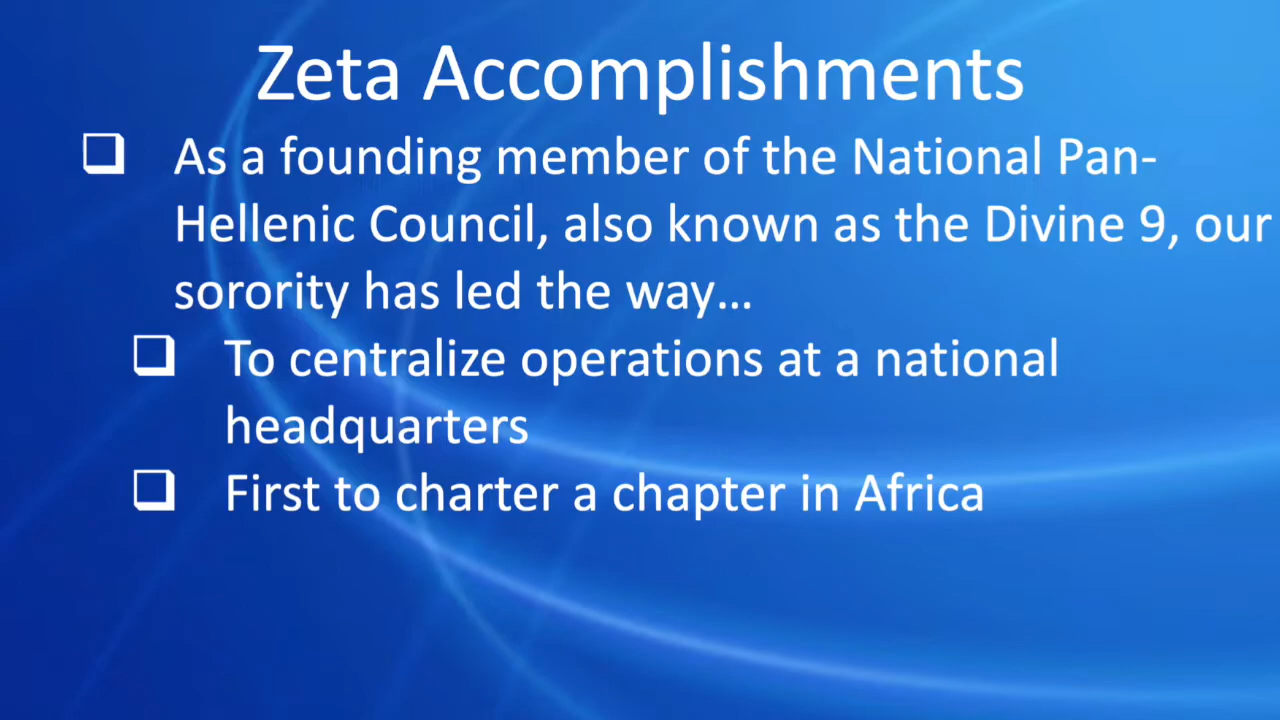 Zeta Accomplishments
❑ As a founding member of the National Pan-
Hellenic Council, also known as the Divine 9, our
sorority has led the way…
❑ To centralize operations at a national
headquarters
❑ First to charter a chapter in Africa